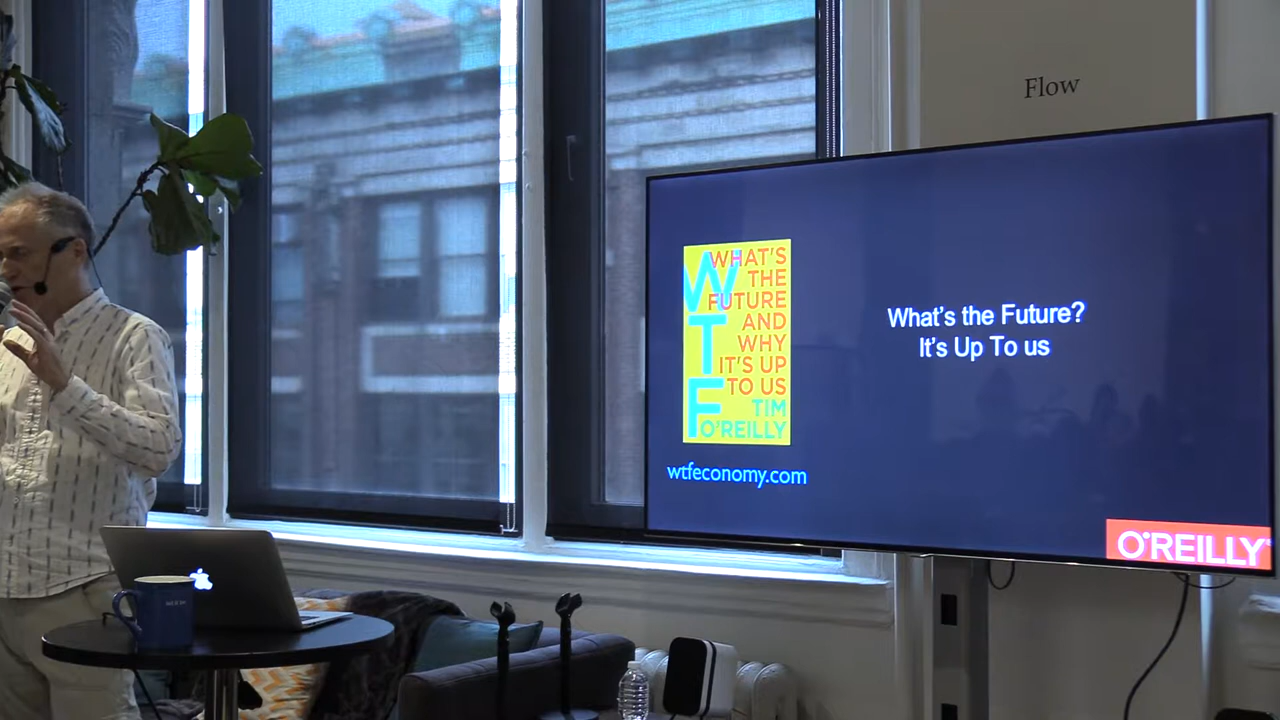 Flow
WHAT'S
THE
FUTURE
AND
WHY
IT'S UP
TO US
TIM
O'REILLY
WTF
wtfeconomy.com
What's the Future?
It's Up To us
O'REILLY